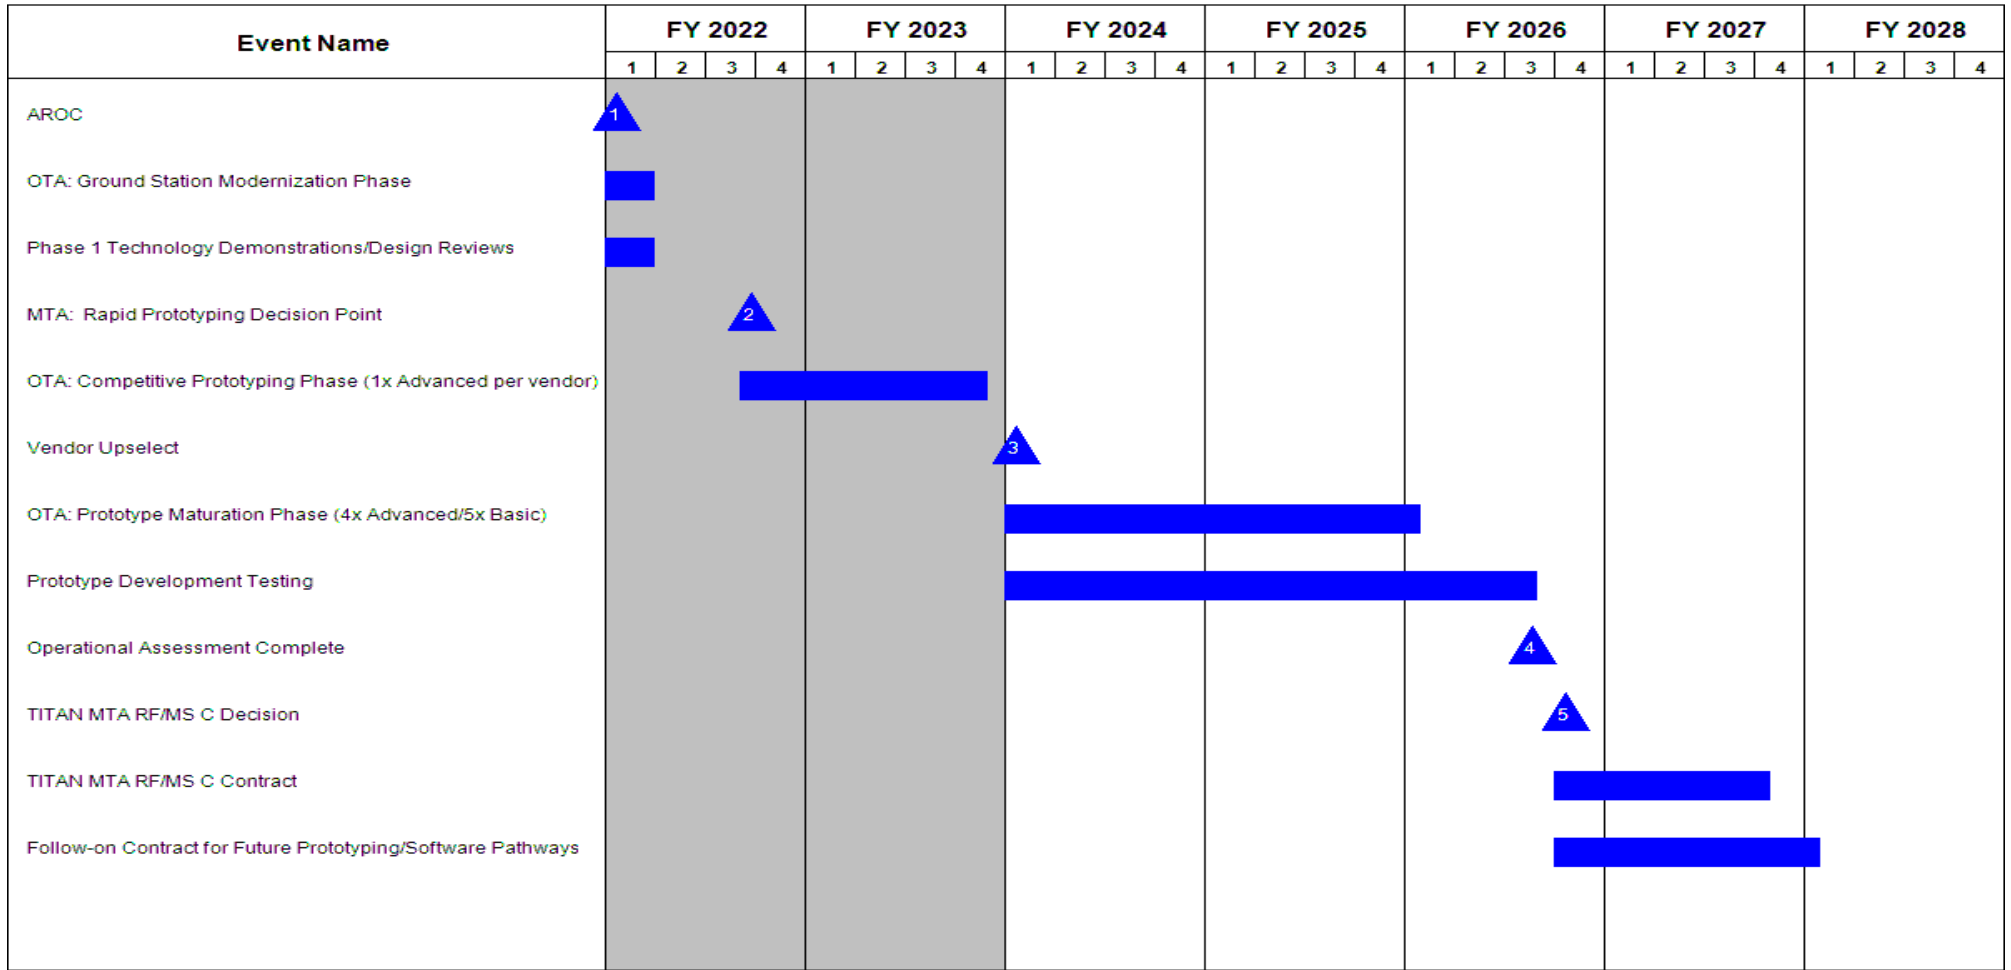 Event Name
FY 2022 FY 2023 FY 2024 FY 2025 FY 2026 FY 2027 FY 2028
1 2 3 4 1 2 3 4 1 2 3 4 1 2 3 4 1 2 3 4 1 2 3 4 1 2 3 4
AROC 1
OTA: Ground Station Modernization Phase
Phase 1 Technology Demonstrations/Design Reviews
MTA: Rapid Prototyping Decision Point 2
OTA: Competitive Prototyping Phase (1x Advanced per vendor)
Vendor Upselect 3
OTA: Prototype Maturation Phase (4x Advanced/5x Basic)
Prototype Development Testing
Operational Assessment Complete 4
TITAN MTA RF/MS C Decision 5
TITAN MTA RF/MS C Contract
Follow-on Contract for Future Prototyping/Software Pathways